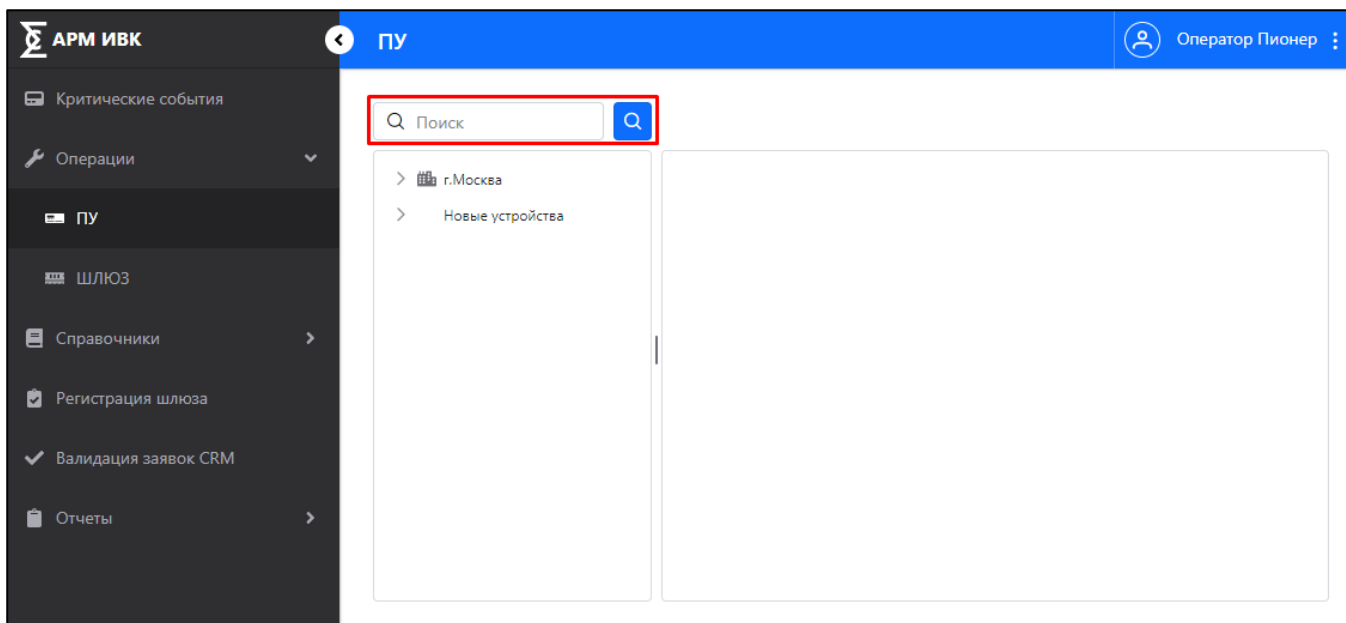 АРМ ИВК
ПУ
Оператор Пионер
Критические события
Операции
ПУ
ШЛЮЗ
Справочники
Регистрация шлюза
Валидация заявок CRM
Отчеты
Поиск
г.Москва
Новые устройства